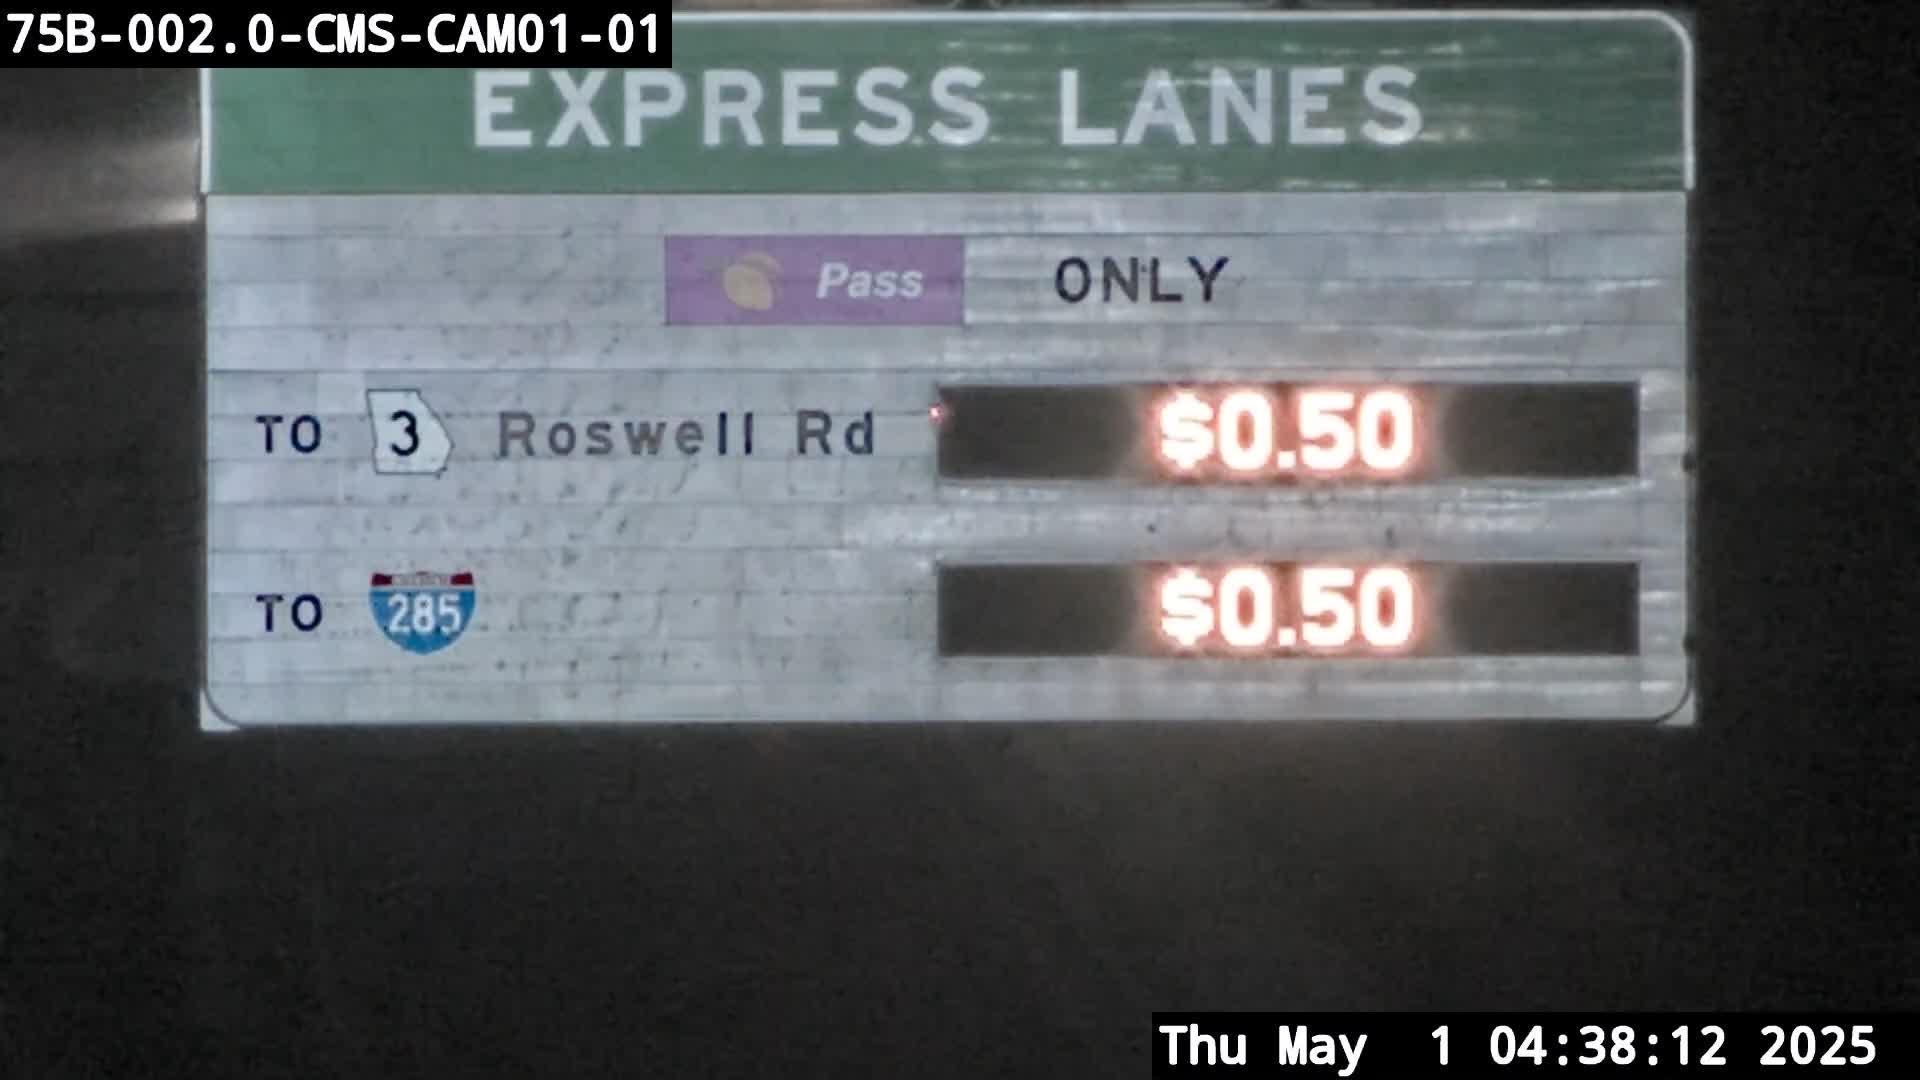 75B-002.0-CMS-CAM01-01
EXPRESS LANES
Pass ONLY
TO 3 Roswell Rd $0.50
TO 285 $0.50
Thu May 1 04:38:12 2025